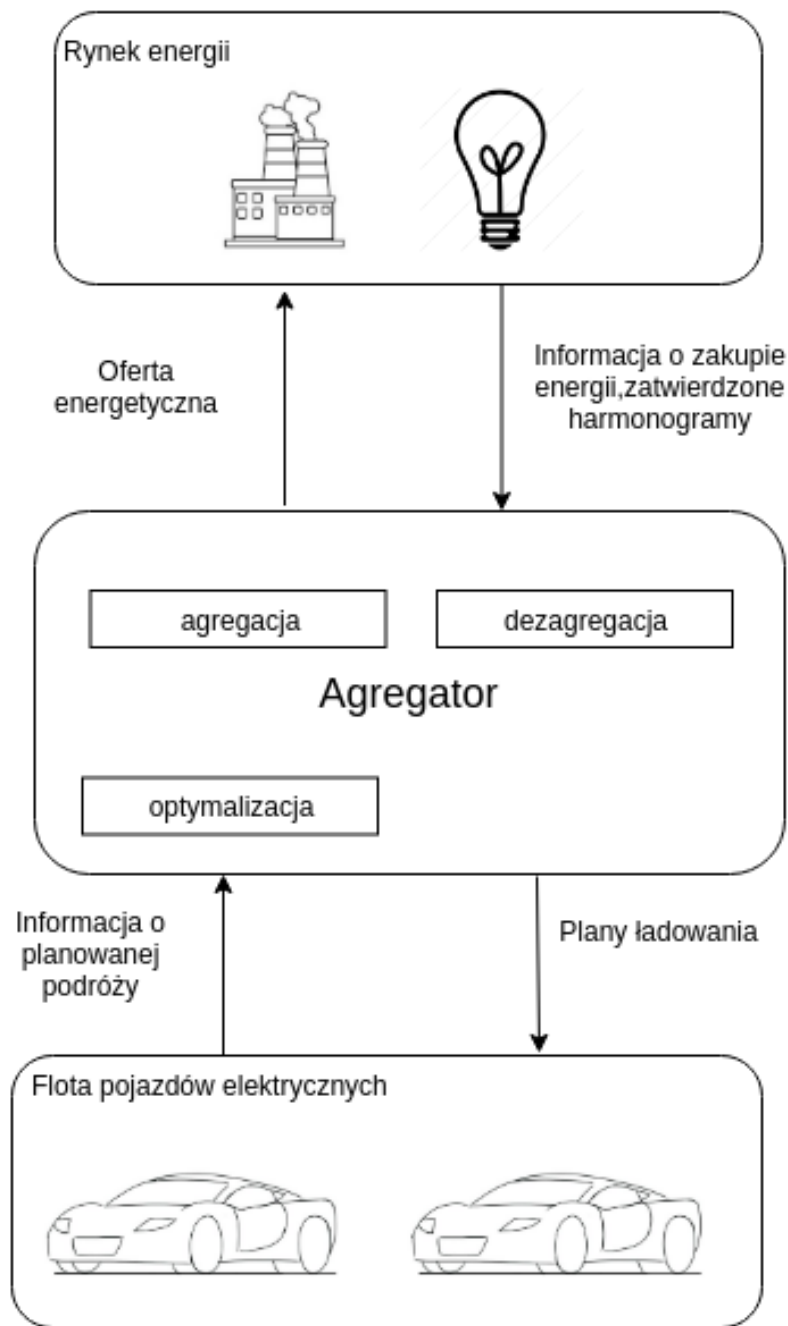 Rynek energii
Oferta
energetyczna
Informacja o zakupie
energii,zatwierdzone
harmonogramy
agregacja
dezagregacja
Agregator
optymalizacja
Informacja o
planowanej
podróży
Plany ładowania
Flota pojazdów elektrycznych